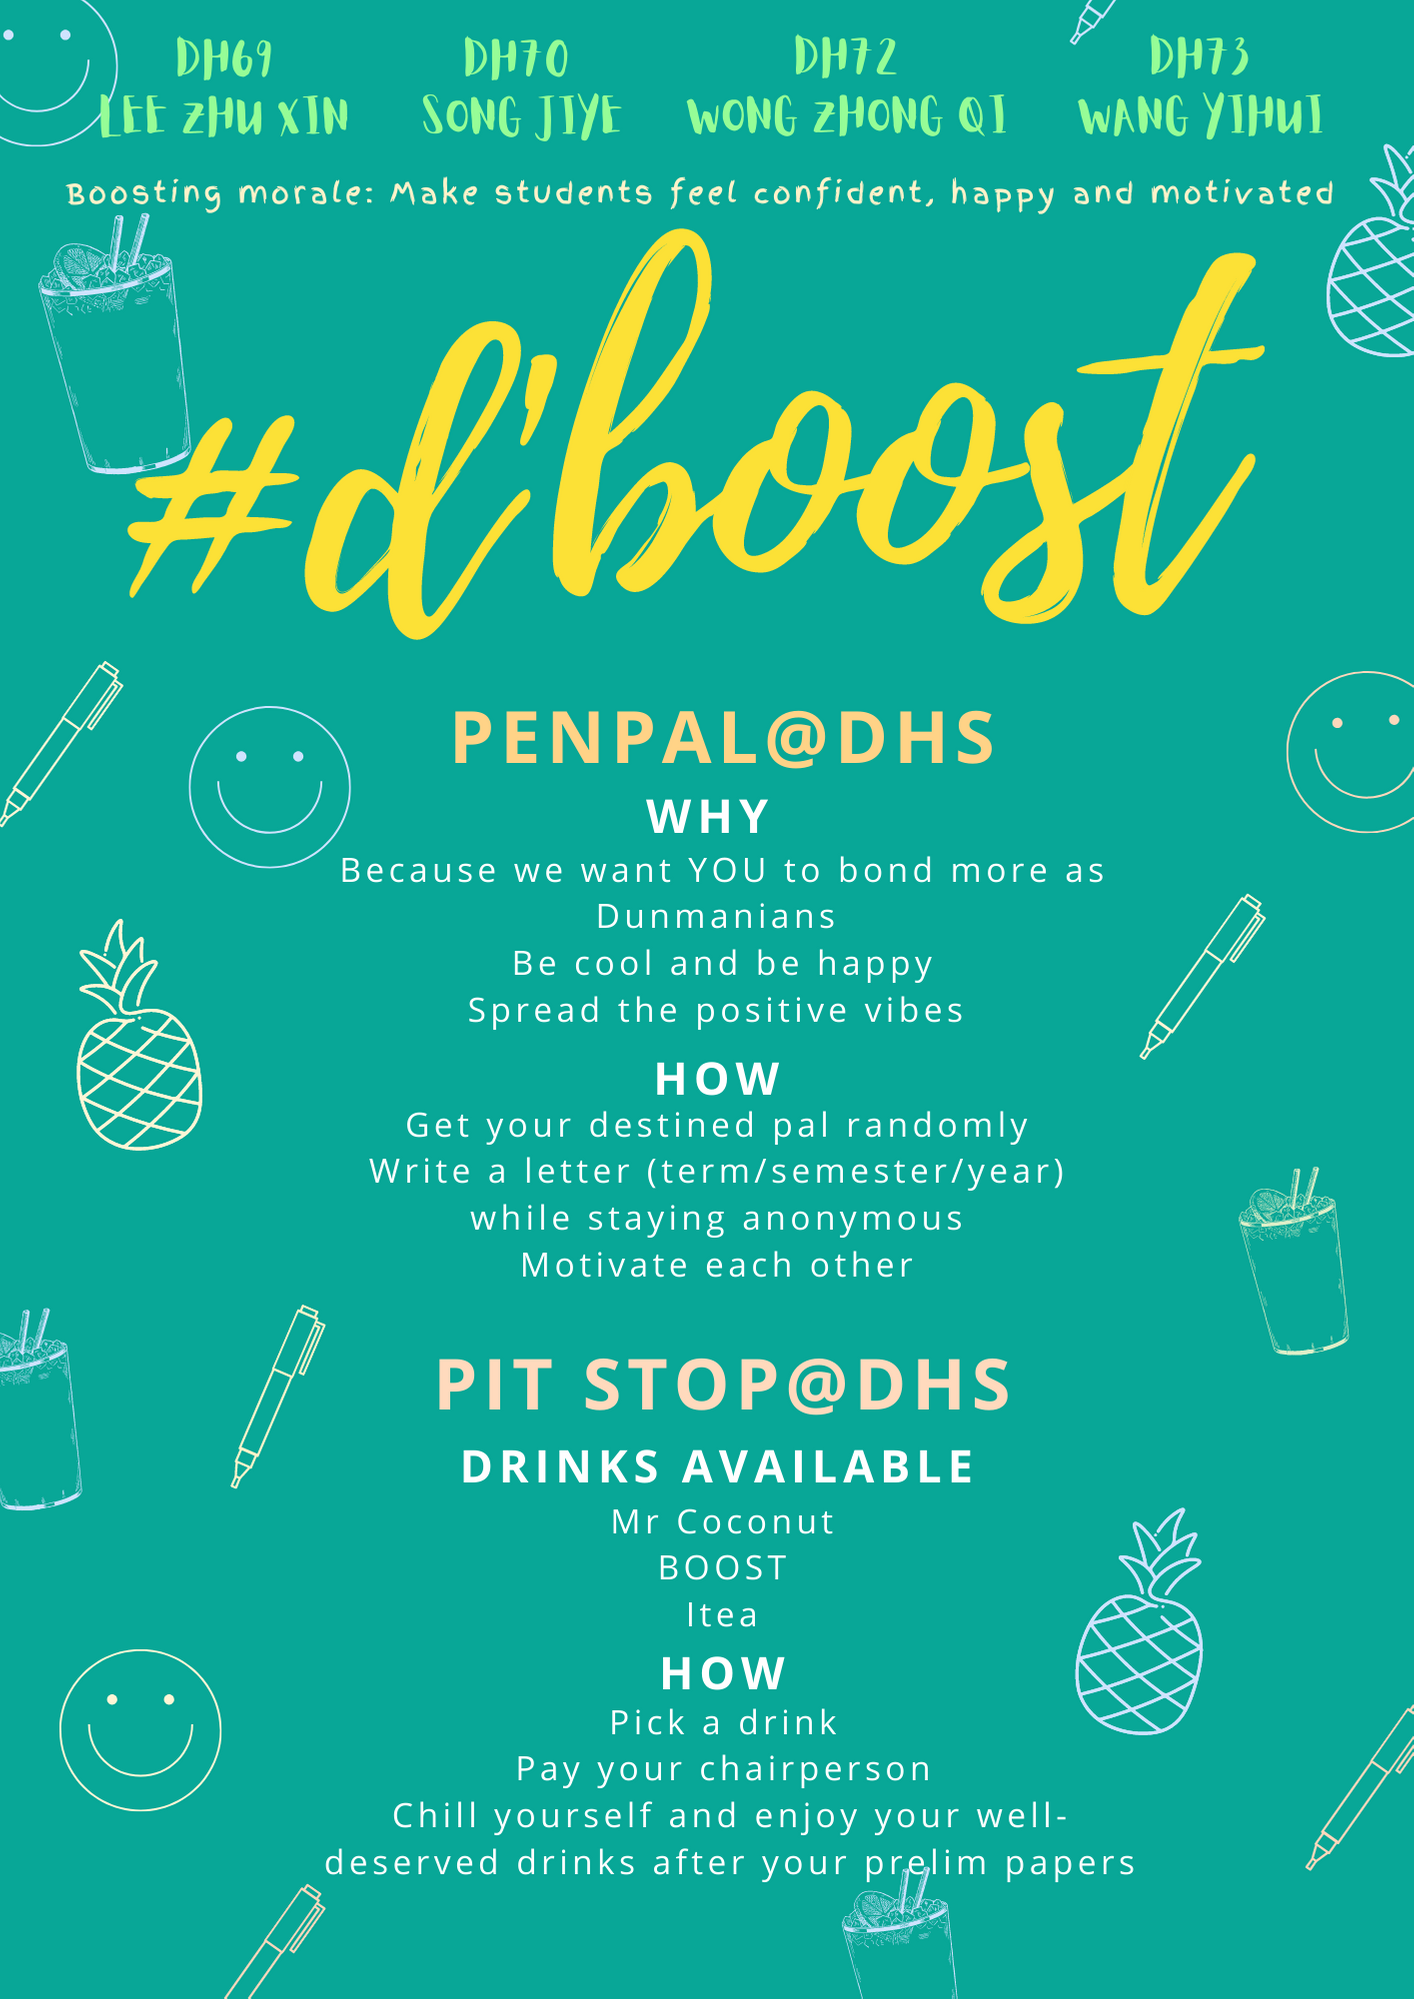 DH69
LEE ZHU XIN
DH70
SONG JIYE
DH72
WONG ZHONG QI
DH73
WANG YIHUI
Boosting morale: Make students feel confident, happy and motivated
#d'boost
PENPAL@DHS
WHY
Because we want YOU to bond more as
Dunmanians
Be cool and be happy
Spread the positive vibes
HOW
Get your destined pal randomly
Write a letter (term/semester/year)
while staying anonymous
Motivate each other
PIT STOP@DHS
DRINKS AVAILABLE
Mr Coconut
BOOST
Itea
HOW
Pick a drink
Pay your chairperson
Chill yourself and enjoy your well-
deserved drinks after your prelim papers